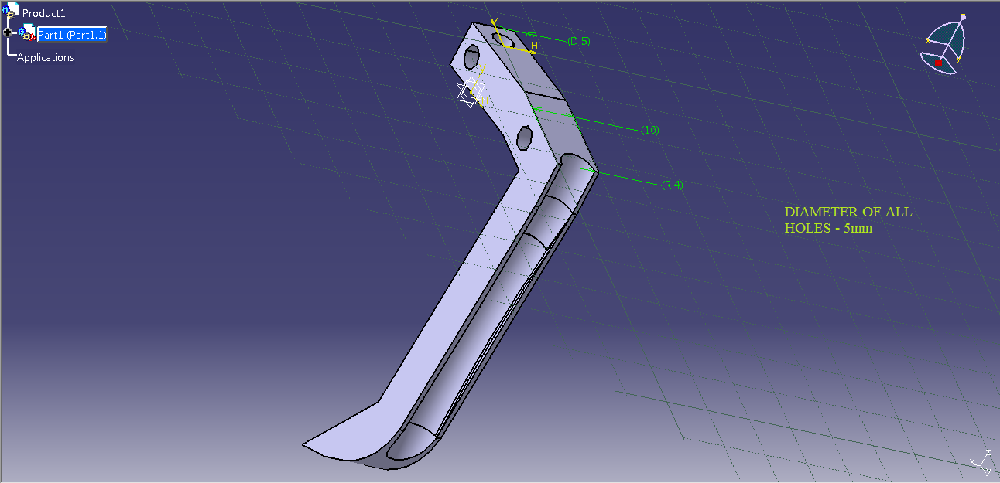 Product1
Part1 (Part1.1)
Applications
(D 5)
H
V
V
(10)
(R 4)
DIAMETER OF ALL
HOLES - 5mm
z
x
y
z
x
y